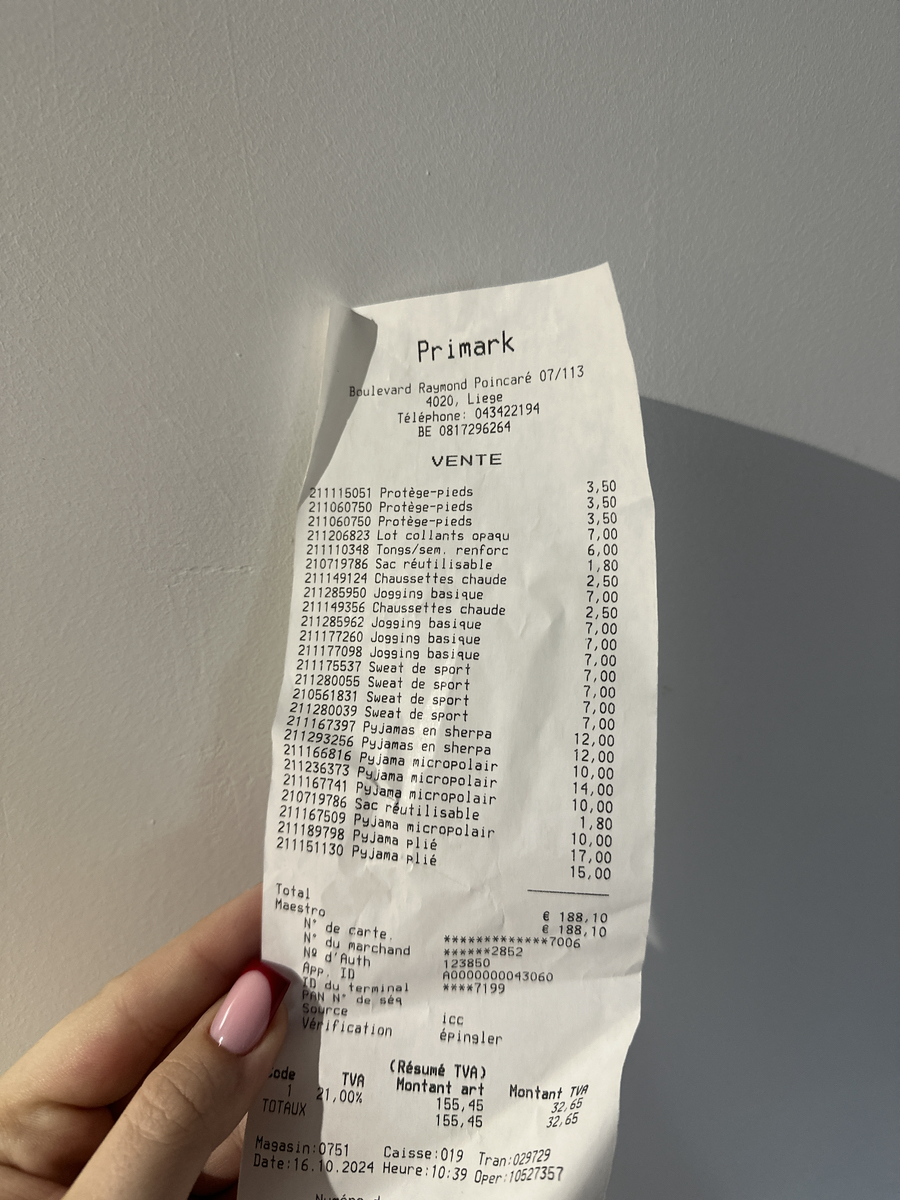 Primark
Boulevard Raymond Poincaré 07/113
4020, Liege
Téléphone: 043422194
BE 0817296264
VENTE
211115051 Protège-pieds 3,50
211060750 Protège-pieds 3,50
211060750 Protège-pieds 3,50
211206823 Lot collants opaqu 7,00
211110348 Tongs/sem. renforc 6,00
210719786 Sac réutilisable 1,80
211149124 Chaussettes chaude 2,50
211285950 Jogging basique 7,00
211149356 Chaussettes chaude 2,50
211285962 Jogging basique 7,00
211177260 Jogging basique 7,00
211177098 Jogging basique 7,00
211175537 Sweat de sport 7,00
211280055 Sweat de sport 7,00
210561831 Sweat de sport 7,00
211280039 Sweat de sport 7,00
211167397 Pyjamas en sherpa 12,00
211293256 Pyjamas en sherpa 12,00
211166816 Pyjama micropolair 10,00
211236373 Pyjama micropolair 14,00
211167741 Pyjama micropolair 10,00
210719786 Sac réutilisable 1,80
211167509 Pyjama micropolair 10,00
211189798 Pyjama plié 17,00
211151130 Pyjama plié 15,00
Total € 188,10
Maestro € 188,10
N° de carte. *************7006
N° du marchand ******2852
Nº d'Auth 123850
App. ID A0000000043060
ID du terminal ****7199
PAN N° de séq
Source icc
Vérification épingler
(Résumé TVA)
Code TVA Montant art Montant TVA
1 21,00% 155,45 32,65
TOTAUX 155,45 32,65
Magasin:0751 Caisse:019 Tran:029729
Date:16.10.2024 Heure:10:39 Oper:10527357